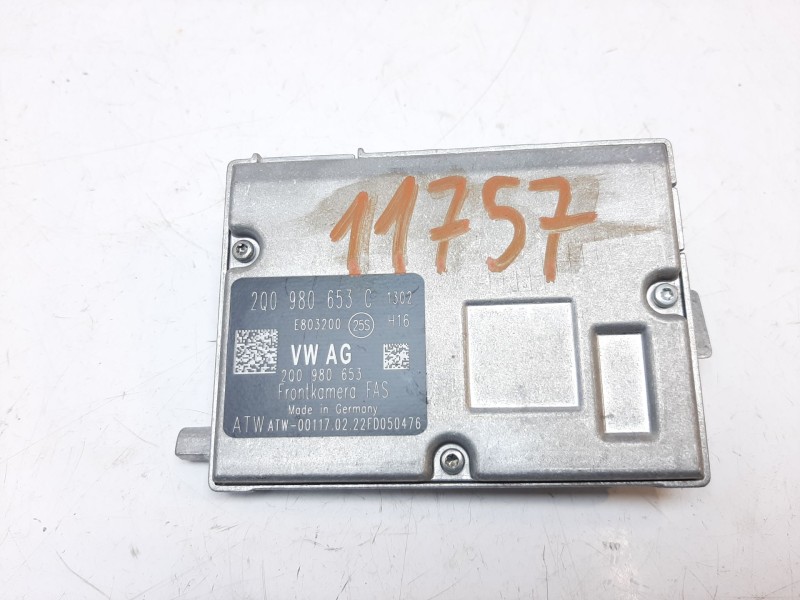 11757
2Q0 980 653 C 1302
E803200 25S H16
VW AG
2Q0 980 653
Frontkamera FAS
Made in Germany
ATW ATW-00117.02.22FD050476